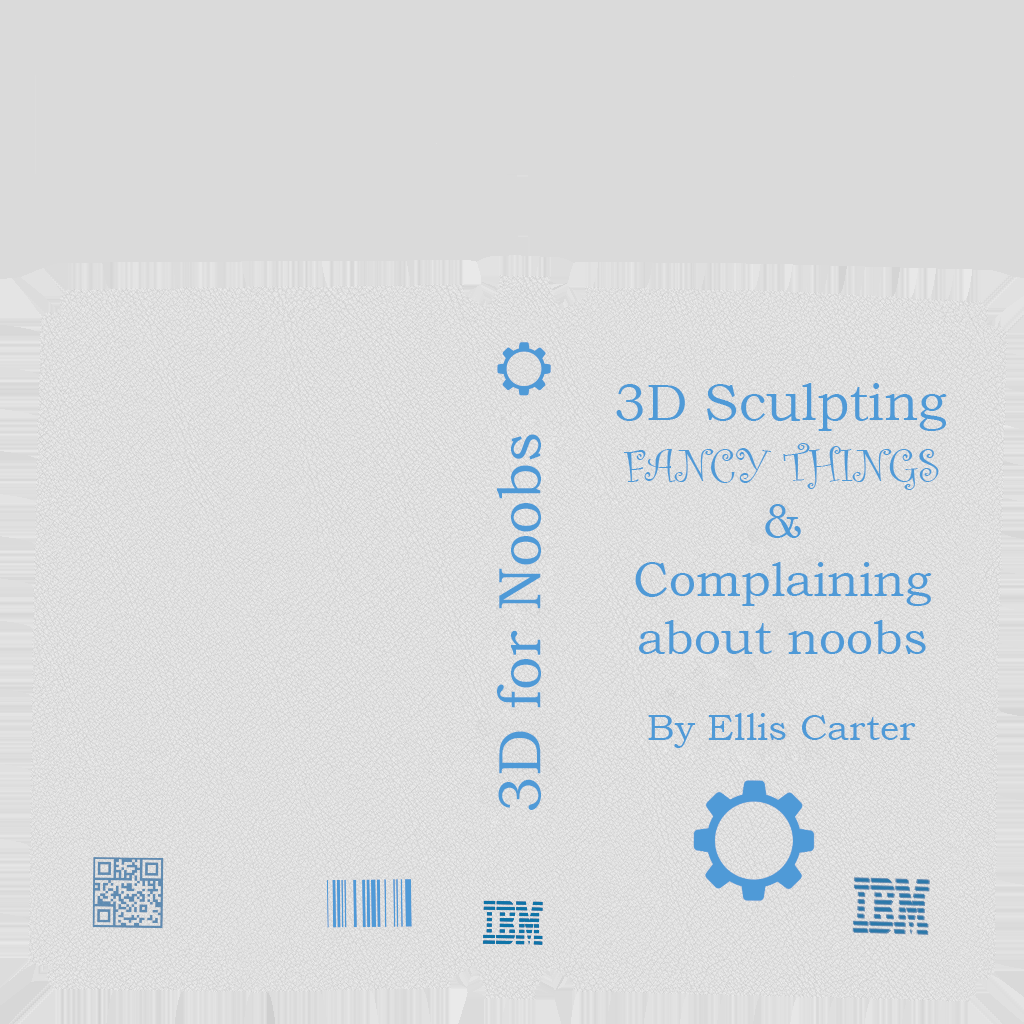 3D for Noobs
IBM
3D Sculpting
FANCY THINGS
&
Complaining
about noobs
By Ellis Carter
IBM